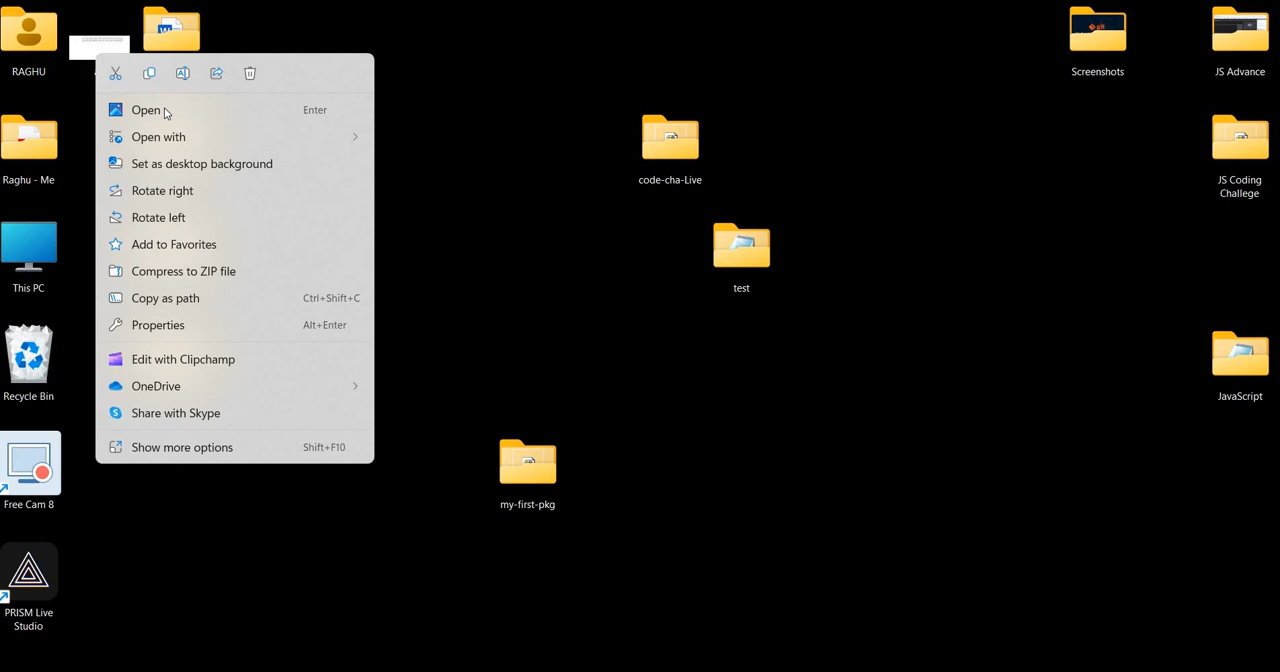 RAGHU
Screenshots
JS Advance
Open
Enter
Open with
Set as desktop background
Rotate right
Rotate left
Add to Favorites
Compress to ZIP file
Copy as path
Ctrl+Shift+C
Properties
Alt+Enter
Edit with Clipchamp
OneDrive
Share with Skype
Show more options
Shift+F10
Raghu - Me
code-cha-Live
JS Coding
Challege
This PC
test
Recycle Bin
JavaScript
Free Cam 8
my-first-pkg
PRISM Live
Studio
git